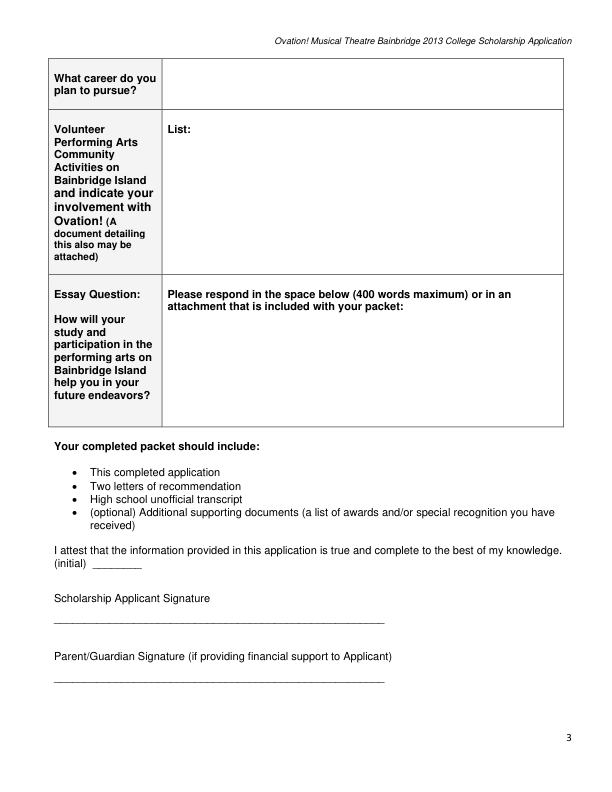 Ovation! Musical Theatre Bainbridge 2013 College Scholarship Application
What career do you
plan to pursue?
Volunteer
Performing Arts
Community
Activities on
Bainbridge Island
and indicate your
involvement with
Ovation! (A
document detailing
this also may be
attached)
List:
Essay Question:
How will your
study and
participation in the
performing arts on
Bainbridge Island
help you in your
future endeavors?
Please respond in the space below (400 words maximum) or in an
attachment that is included with your packet:
Your completed packet should include:
• This completed application
• Two letters of recommendation
• High school unofficial transcript
• (optional) Additional supporting documents (a list of awards and/or special recognition you have
received)
I attest that the information provided in this application is true and complete to the best of my knowledge.
(initial) ________
Scholarship Applicant Signature
_____________________________________________________
Parent/Guardian Signature (if providing financial support to Applicant)
_____________________________________________________
3